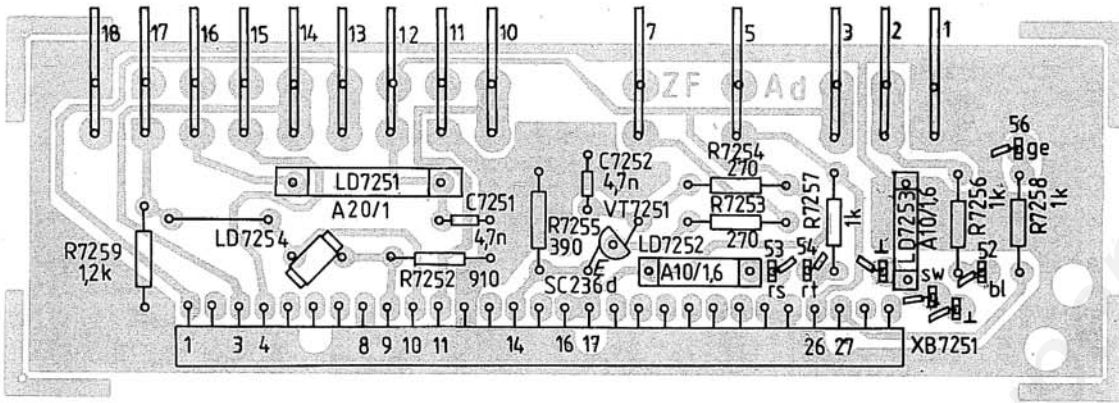 18 17 16 15 14 13 12 11 10 7 5 3 2 1
ZF Ad
56
ge
C7252
4,7n
R7254
270
LD7251
A20/1
C7251
4,7n
R7255
390
VT7251
R7253
270
R7257
1k
LD7253
A10/1,6
R7256
1k
R7258
1k
R7259
1,2k
LD7254
R7252 910
E
SC236d
LD7252
A10/1,6
53
rs
54
rt
⊥
sw
52
bl
⊥
1 3 4 8 9 10 11 14 16 17 26 27
XB7251